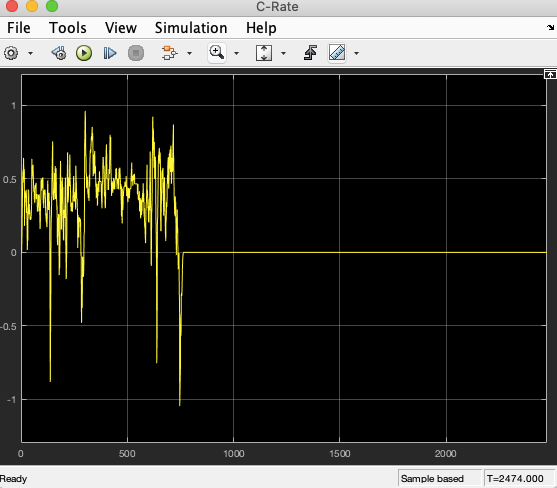 C-Rate
File Tools View Simulation Help
1
0.5
0
-0.5
-1
0 500 1000 1500 2000
Ready Sample based T=2474.000